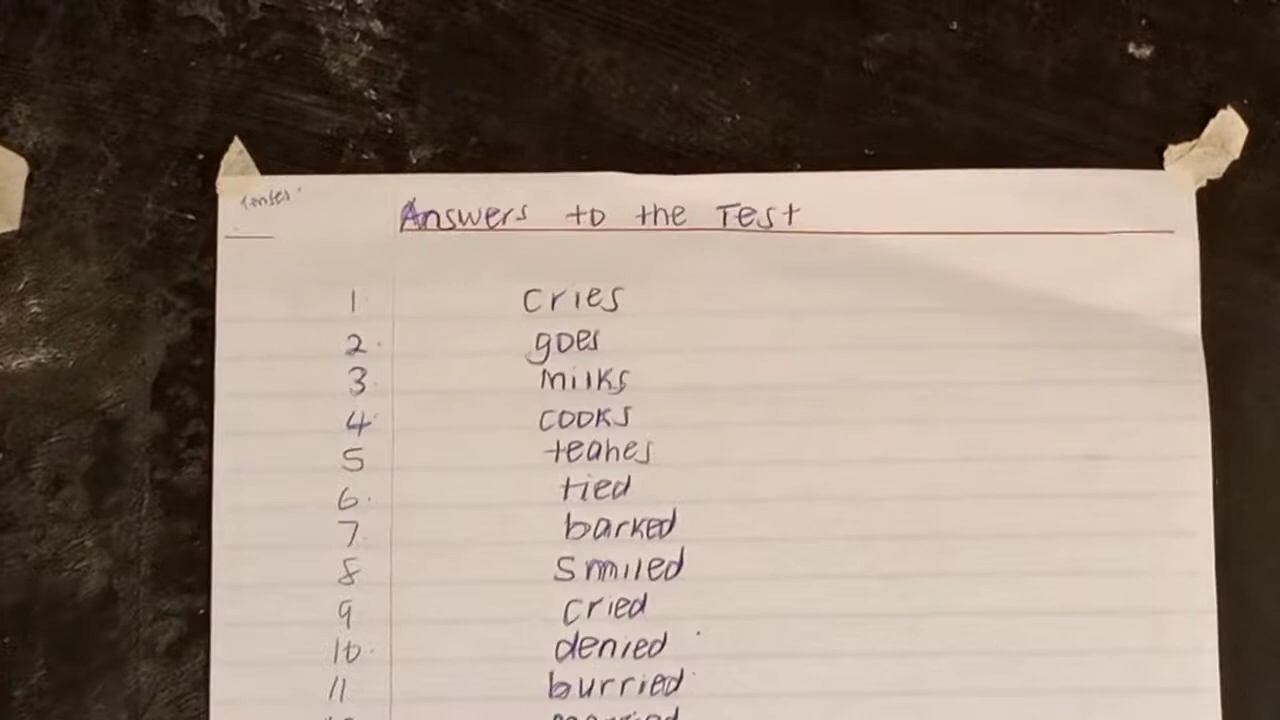 tenses
Answers to the Test
1. cries
2. goes
3. milks
4. cooks
5 teahes
6. tied
7. barked
8 smiled
9 cried
10. denied
11 burried